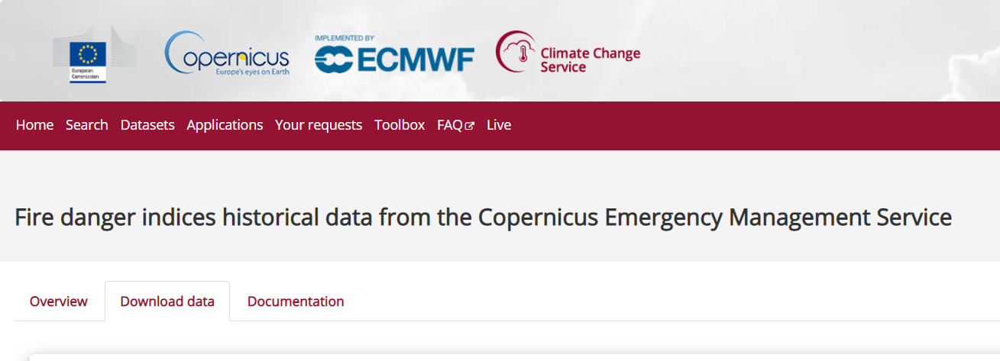 European
Commission
opernicus
Europe's eyes on Earth
IMPLEMENTED BY
ECMWF
Climate Change
Service
Home Search Datasets Applications Your requests Toolbox FAQ Live
Fire danger indices historical data from the Copernicus Emergency Management Service
Overview Download data Documentation